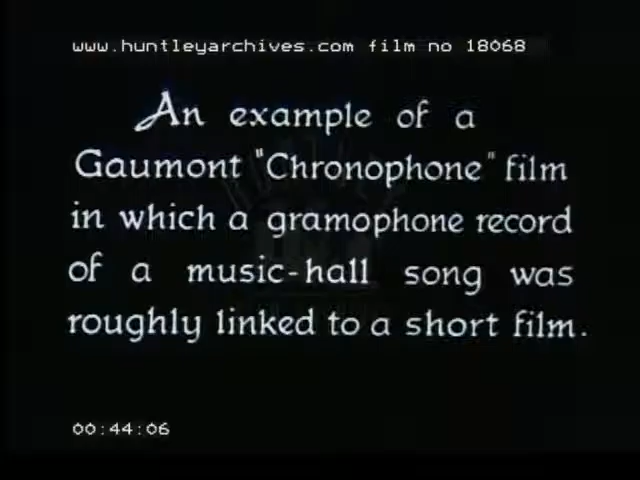 www.huntleyarchives.com film no 18068
An example of a
Gaumont "Chronophone" film
in which a gramophone record
of a music-hall song was
roughly linked to a short film.
00:44:06